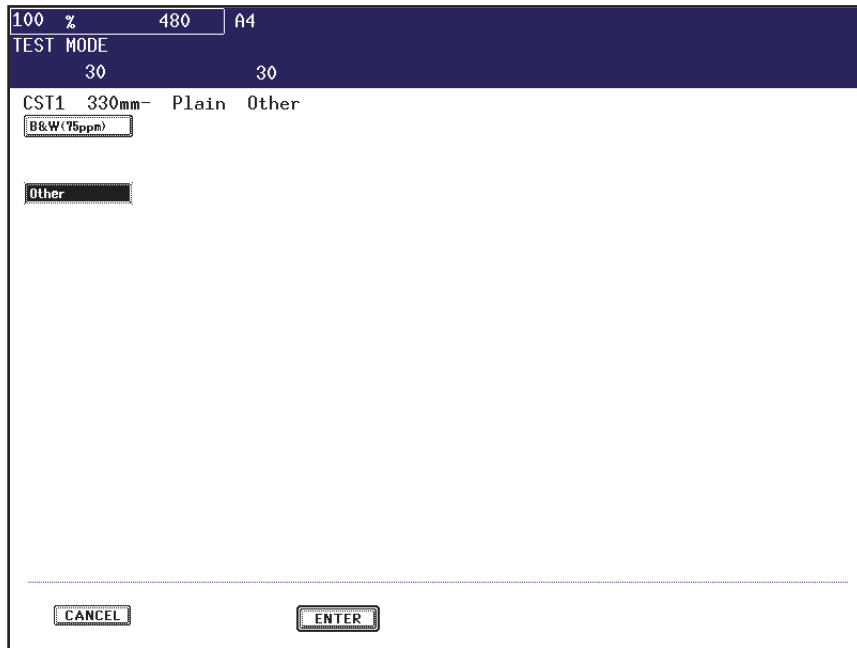 100 % 480 A4
TEST MODE
30 30
CST1 330mm- Plain Other
B&W(75ppm)
Other
CANCEL ENTER